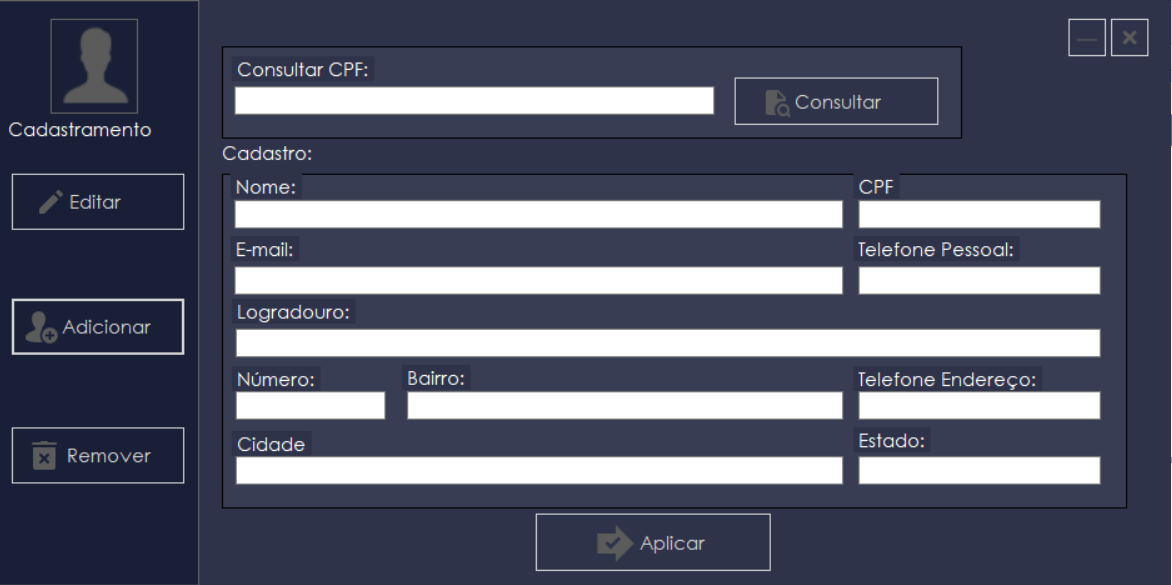 Cadastramento
Editar
Adicionar
Remover
Consultar CPF:
Consultar
Cadastro:
Nome:
CPF
E-mail:
Telefone Pessoal:
Logradouro:
Número:
Bairro:
Telefone Endereço:
Cidade
Estado:
Aplicar